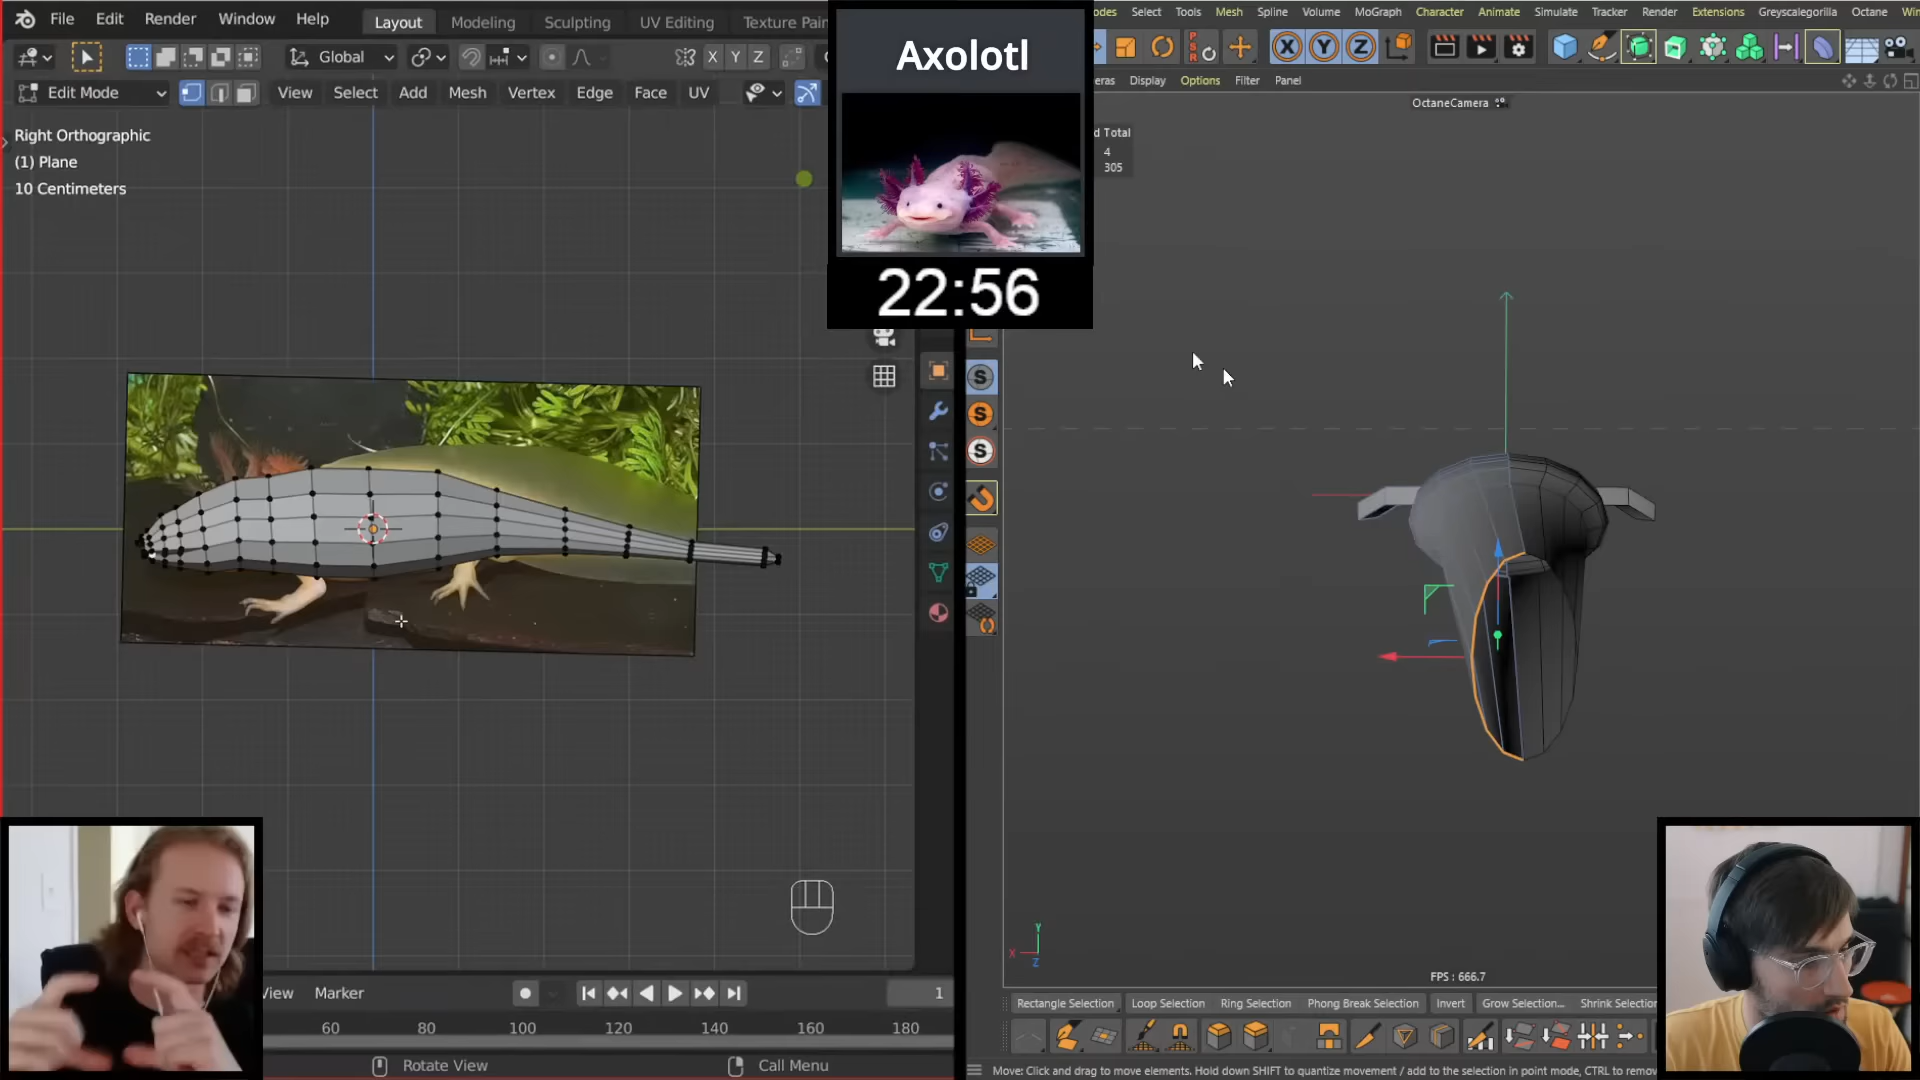 File Edit Render Window Help Layout Modeling Sculpting UV Editing Texture Pain
Global X Y Z
Edit Mode View Select Add Mesh Vertex Edge Face UV
Right Orthographic
(1) Plane
10 Centimeters
Axolotl
22:56
odes Select Tools Mesh Spline Volume MoGraph Character Animate Simulate Tracker Render Extensions Greyscalegorilla Octane Win
PSR X Y Z
eras Display Options Filter Panel
OctaneCamera
d Total
4
305
S
S
S
Y
X
Z
FPS : 666.7
View Marker 1
60 80 100 120 140 160 180
Rotate View Call Menu
Rectangle Selection Loop Selection Ring Selection Phong Break Selection Invert Grow Selection... Shrink Selection
Move: Click and drag to move elements. Hold down SHIFT to quantize movement / add to the selection in point mode, CTRL to remov